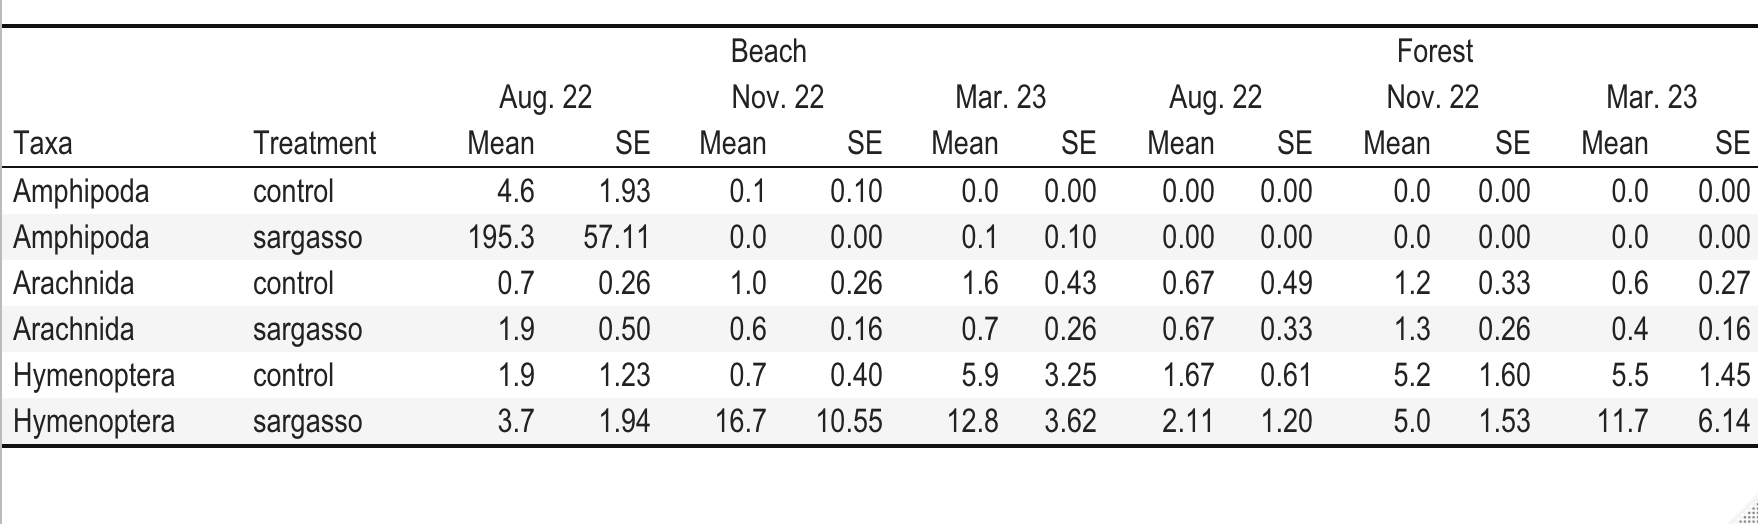 Beach Forest
Aug. 22 Nov. 22 Mar. 23 Aug. 22 Nov. 22 Mar. 23
Taxa Treatment Mean SE Mean SE Mean SE Mean SE Mean SE Mean SE
Amphipoda control 4.6 1.93 0.1 0.10 0.0 0.00 0.00 0.00 0.0 0.00 0.0 0.00
Amphipoda sargasso 195.3 57.11 0.0 0.00 0.1 0.10 0.00 0.00 0.0 0.00 0.0 0.00
Arachnida control 0.7 0.26 1.0 0.26 1.6 0.43 0.67 0.49 1.2 0.33 0.6 0.27
Arachnida sargasso 1.9 0.50 0.6 0.16 0.7 0.26 0.67 0.33 1.3 0.26 0.4 0.16
Hymenoptera control 1.9 1.23 0.7 0.40 5.9 3.25 1.67 0.61 5.2 1.60 5.5 1.45
Hymenoptera sargasso 3.7 1.94 16.7 10.55 12.8 3.62 2.11 1.20 5.0 1.53 11.7 6.14